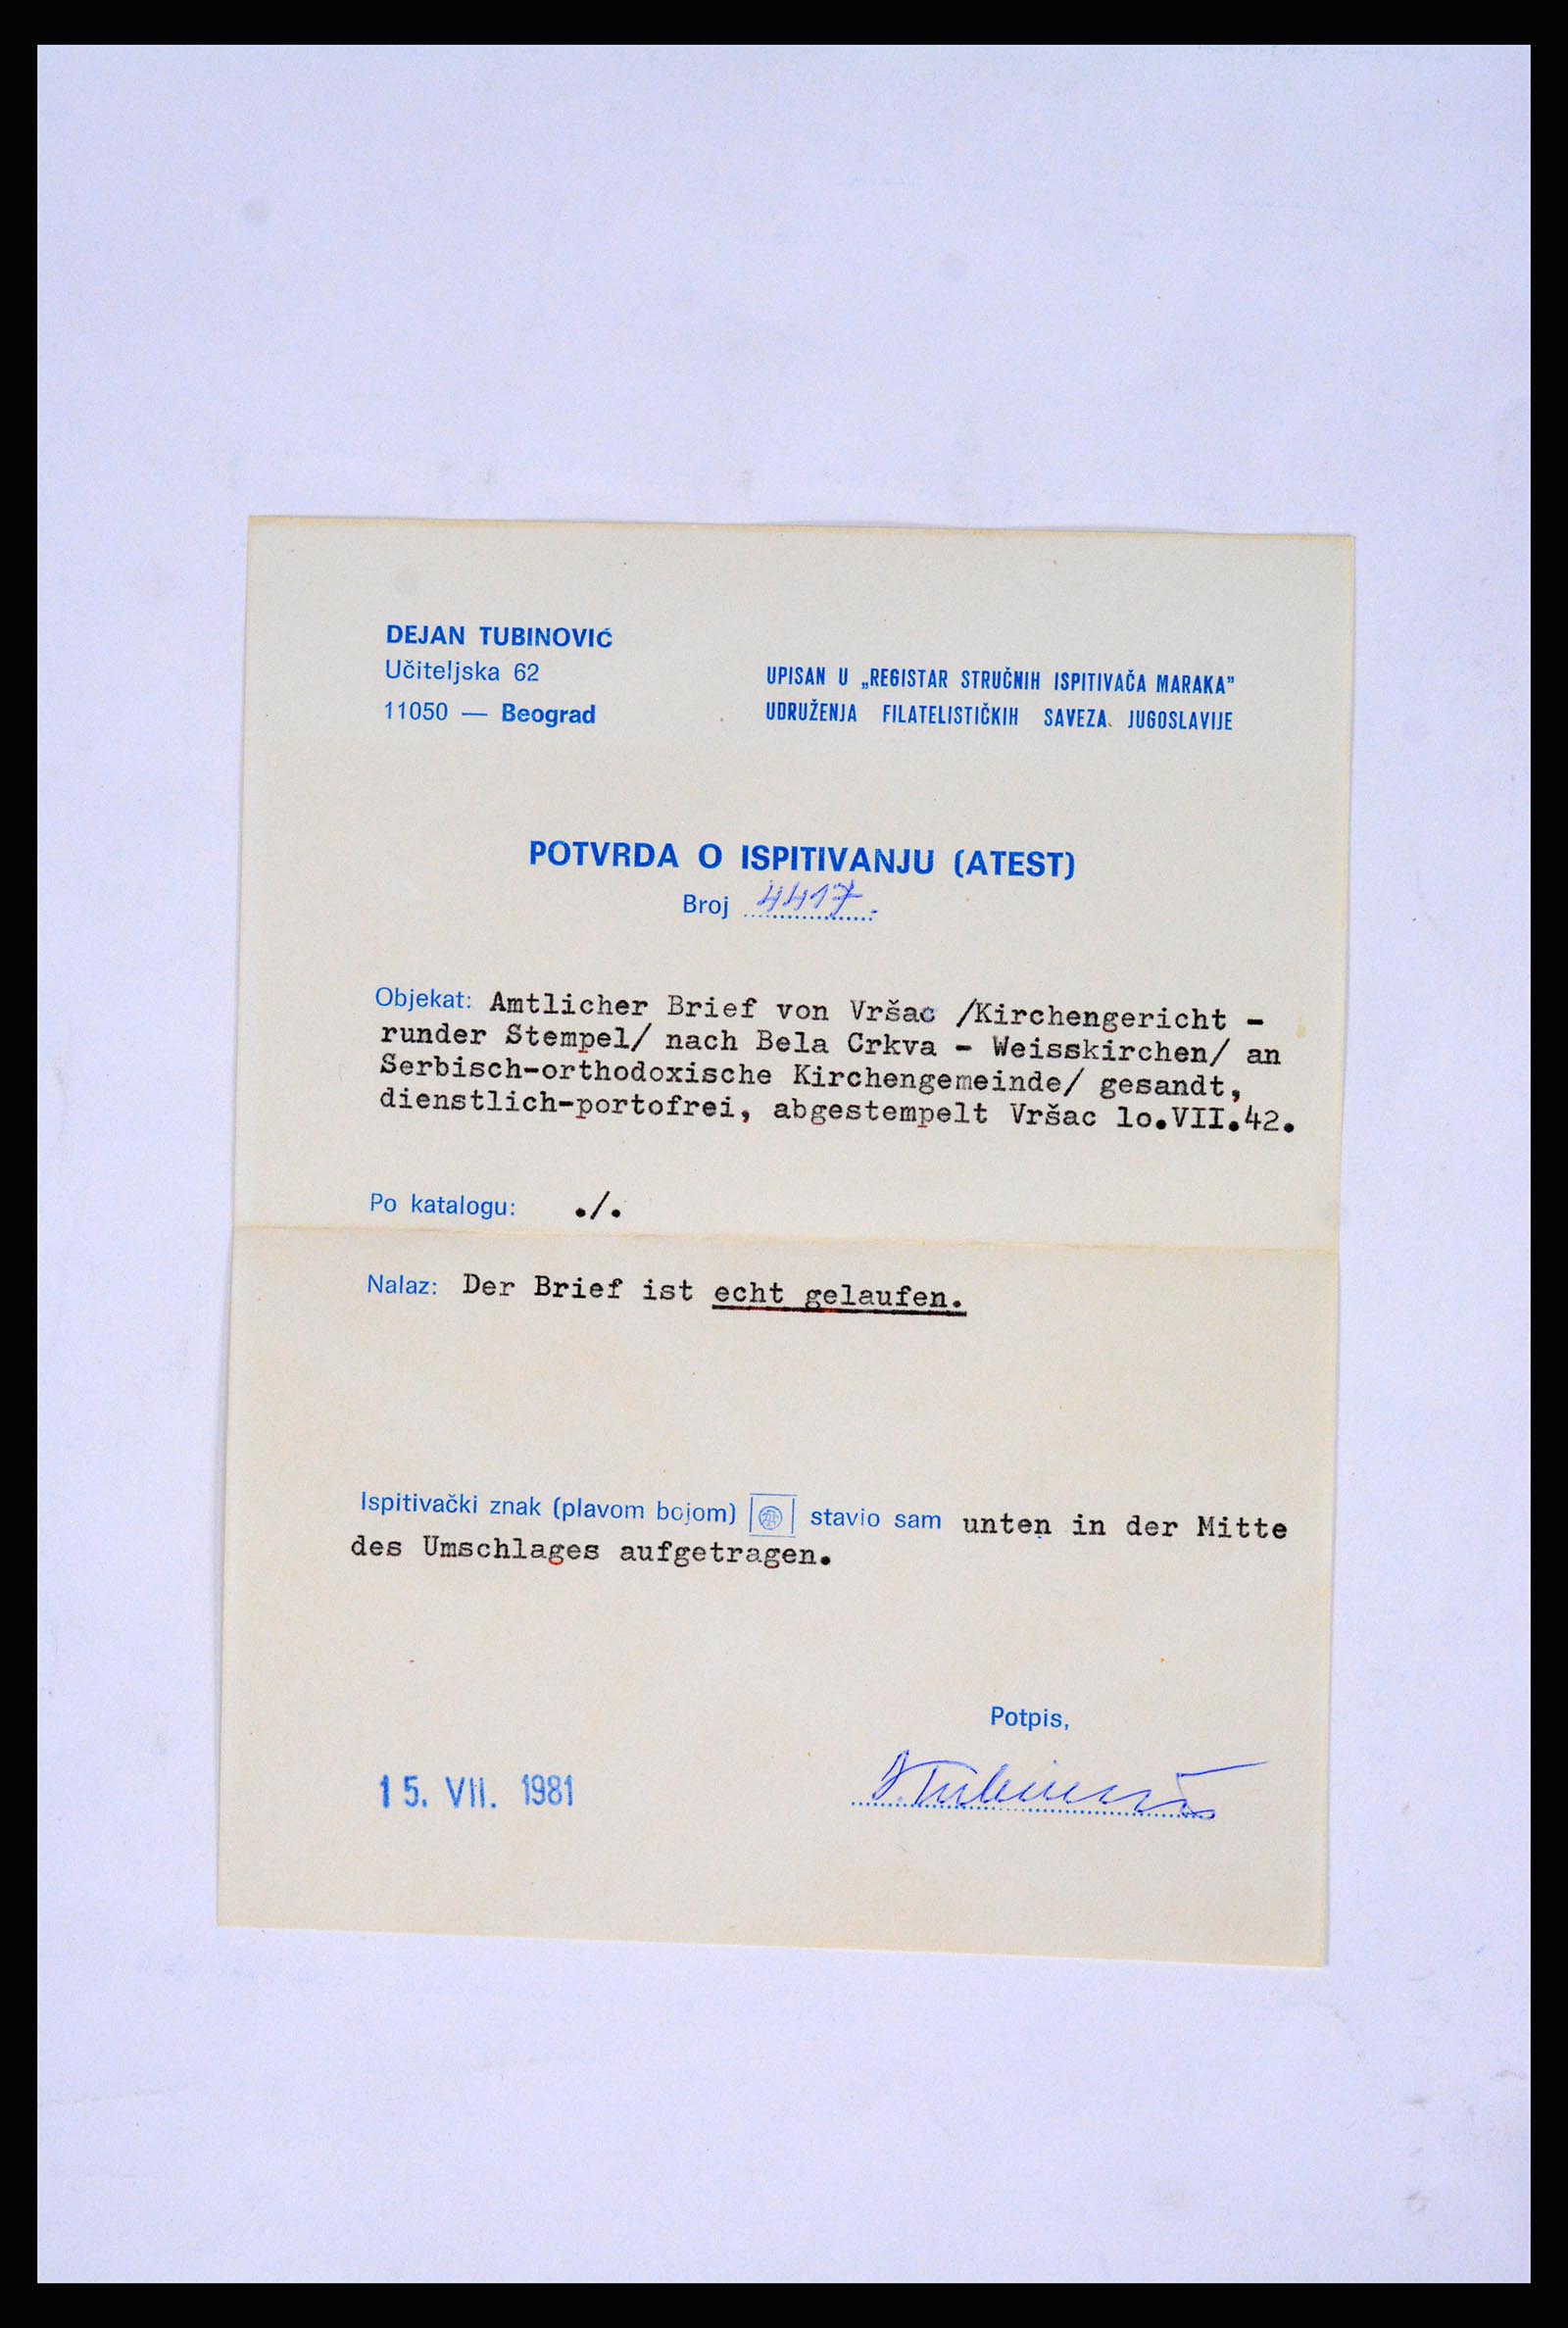 DEJAN TUBINOVIĆ
Učiteljska 62
11050 — Beograd
UPISAN U „REGISTAR STRUČNIH ISPITIVAČA MARAKA”
UDRUŽENJA FILATELISTIČKIH SAVEZA JUGOSLAVIJE
POTVRDA O ISPITIVANJU (ATEST)
Broj 4417.
Objekat: Amtlicher Brief von Vršac /Kirchengericht -
runder Stempel/ nach Bela Crkva - Weisskirchen/ an
Serbisch-orthodoxische Kirchengemeinde/ gesandt,
dienstlich-portofrei, abgestempelt Vršac lo.VII.42.
Po katalogu: ./.
Nalaz: Der Brief ist echt gelaufen.
Ispitivački znak (plavom bojom) stavio sam unten in der Mitte
des Umschlages aufgetragen.
Potpis,
15. VII. 1981